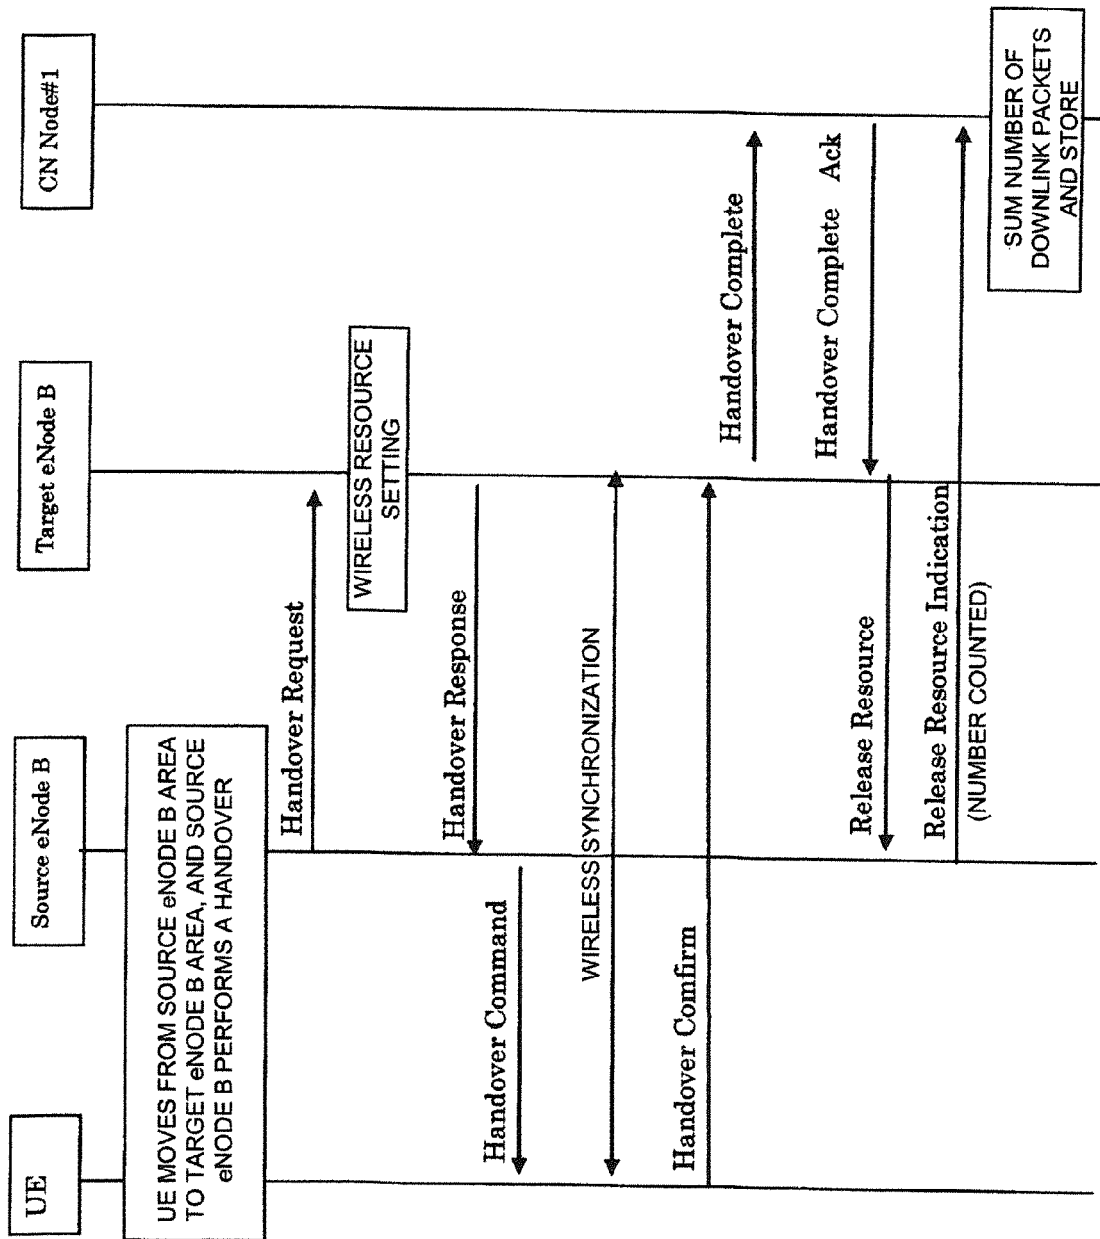 UE
Source eNode B
Target eNode B
CN Node#1
UE MOVES FROM SOURCE eNODE B AREA
TO TARGET eNODE B AREA, AND SOURCE
eNODE B PERFORMS A HANDOVER
Handover Request
WIRELESS RESOURCE
SETTING
Handover Response
Handover Command
WIRELESS SYNCHRONIZATION
Handover Comfirm
Handover Complete
Handover Complete Ack
Release Resource
Release Resource Indication
(NUMBER COUNTED)
SUM NUMBER OF
DOWNLINK PACKETS
AND STORE